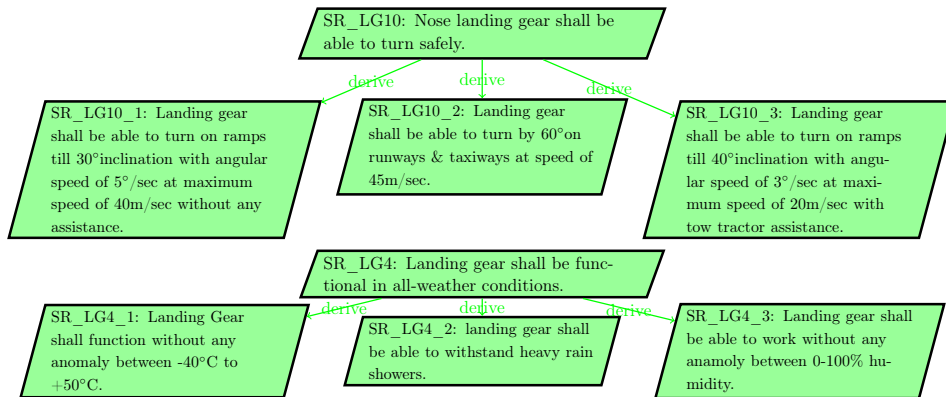 SR_LG10: Nose landing gear shall be
able to turn safely.
derive
derive
derive
SR_LG10_1: Landing gear
shall be able to turn on ramps
till 30°inclination with angular
speed of 5°/sec at maximum
speed of 40m/sec without any
assistance.
SR_LG10_2: Landing gear
shall be able to turn by 60°on
runways & taxiways at speed of
45m/sec.
SR_LG10_3: Landing gear
shall be able to turn on ramps
till 40°inclination with angu-
lar speed of 3°/sec at maxi-
mum speed of 20m/sec with
tow tractor assistance.
SR_LG4: Landing gear shall be func-
tional in all-weather conditions.
derive
derive
derive
SR_LG4_1: Landing Gear
shall function without any
anomaly between -40°C to
+50°C.
SR_LG4_2: landing gear shall
be able to withstand heavy rain
showers.
SR_LG4_3: Landing gear shall
be able to work without any
anamoly between 0-100% hu-
midity.